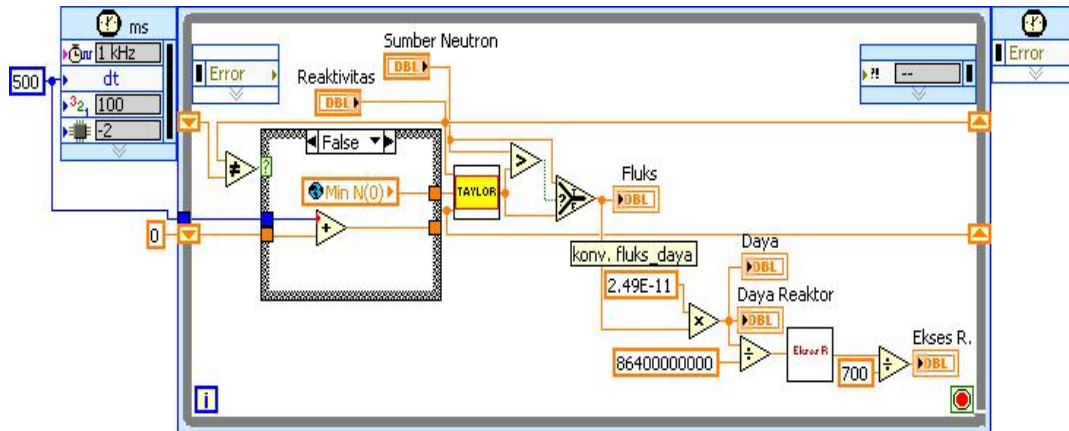 ms
1 kHz
500
dt
100
-2
Error
Sumber Neutron
DBL
Reaktivitas
DBL
Error
?!
--
False
?
Min N(0)
TAYLOR
>
≠
+
0
Fluks
DBL
konv. fluks_daya
2.49E-11
Daya
DBL
x
Daya Reaktor
DBL
86400000000
÷
Ekses R
700
÷
Ekses R.
DBL
i